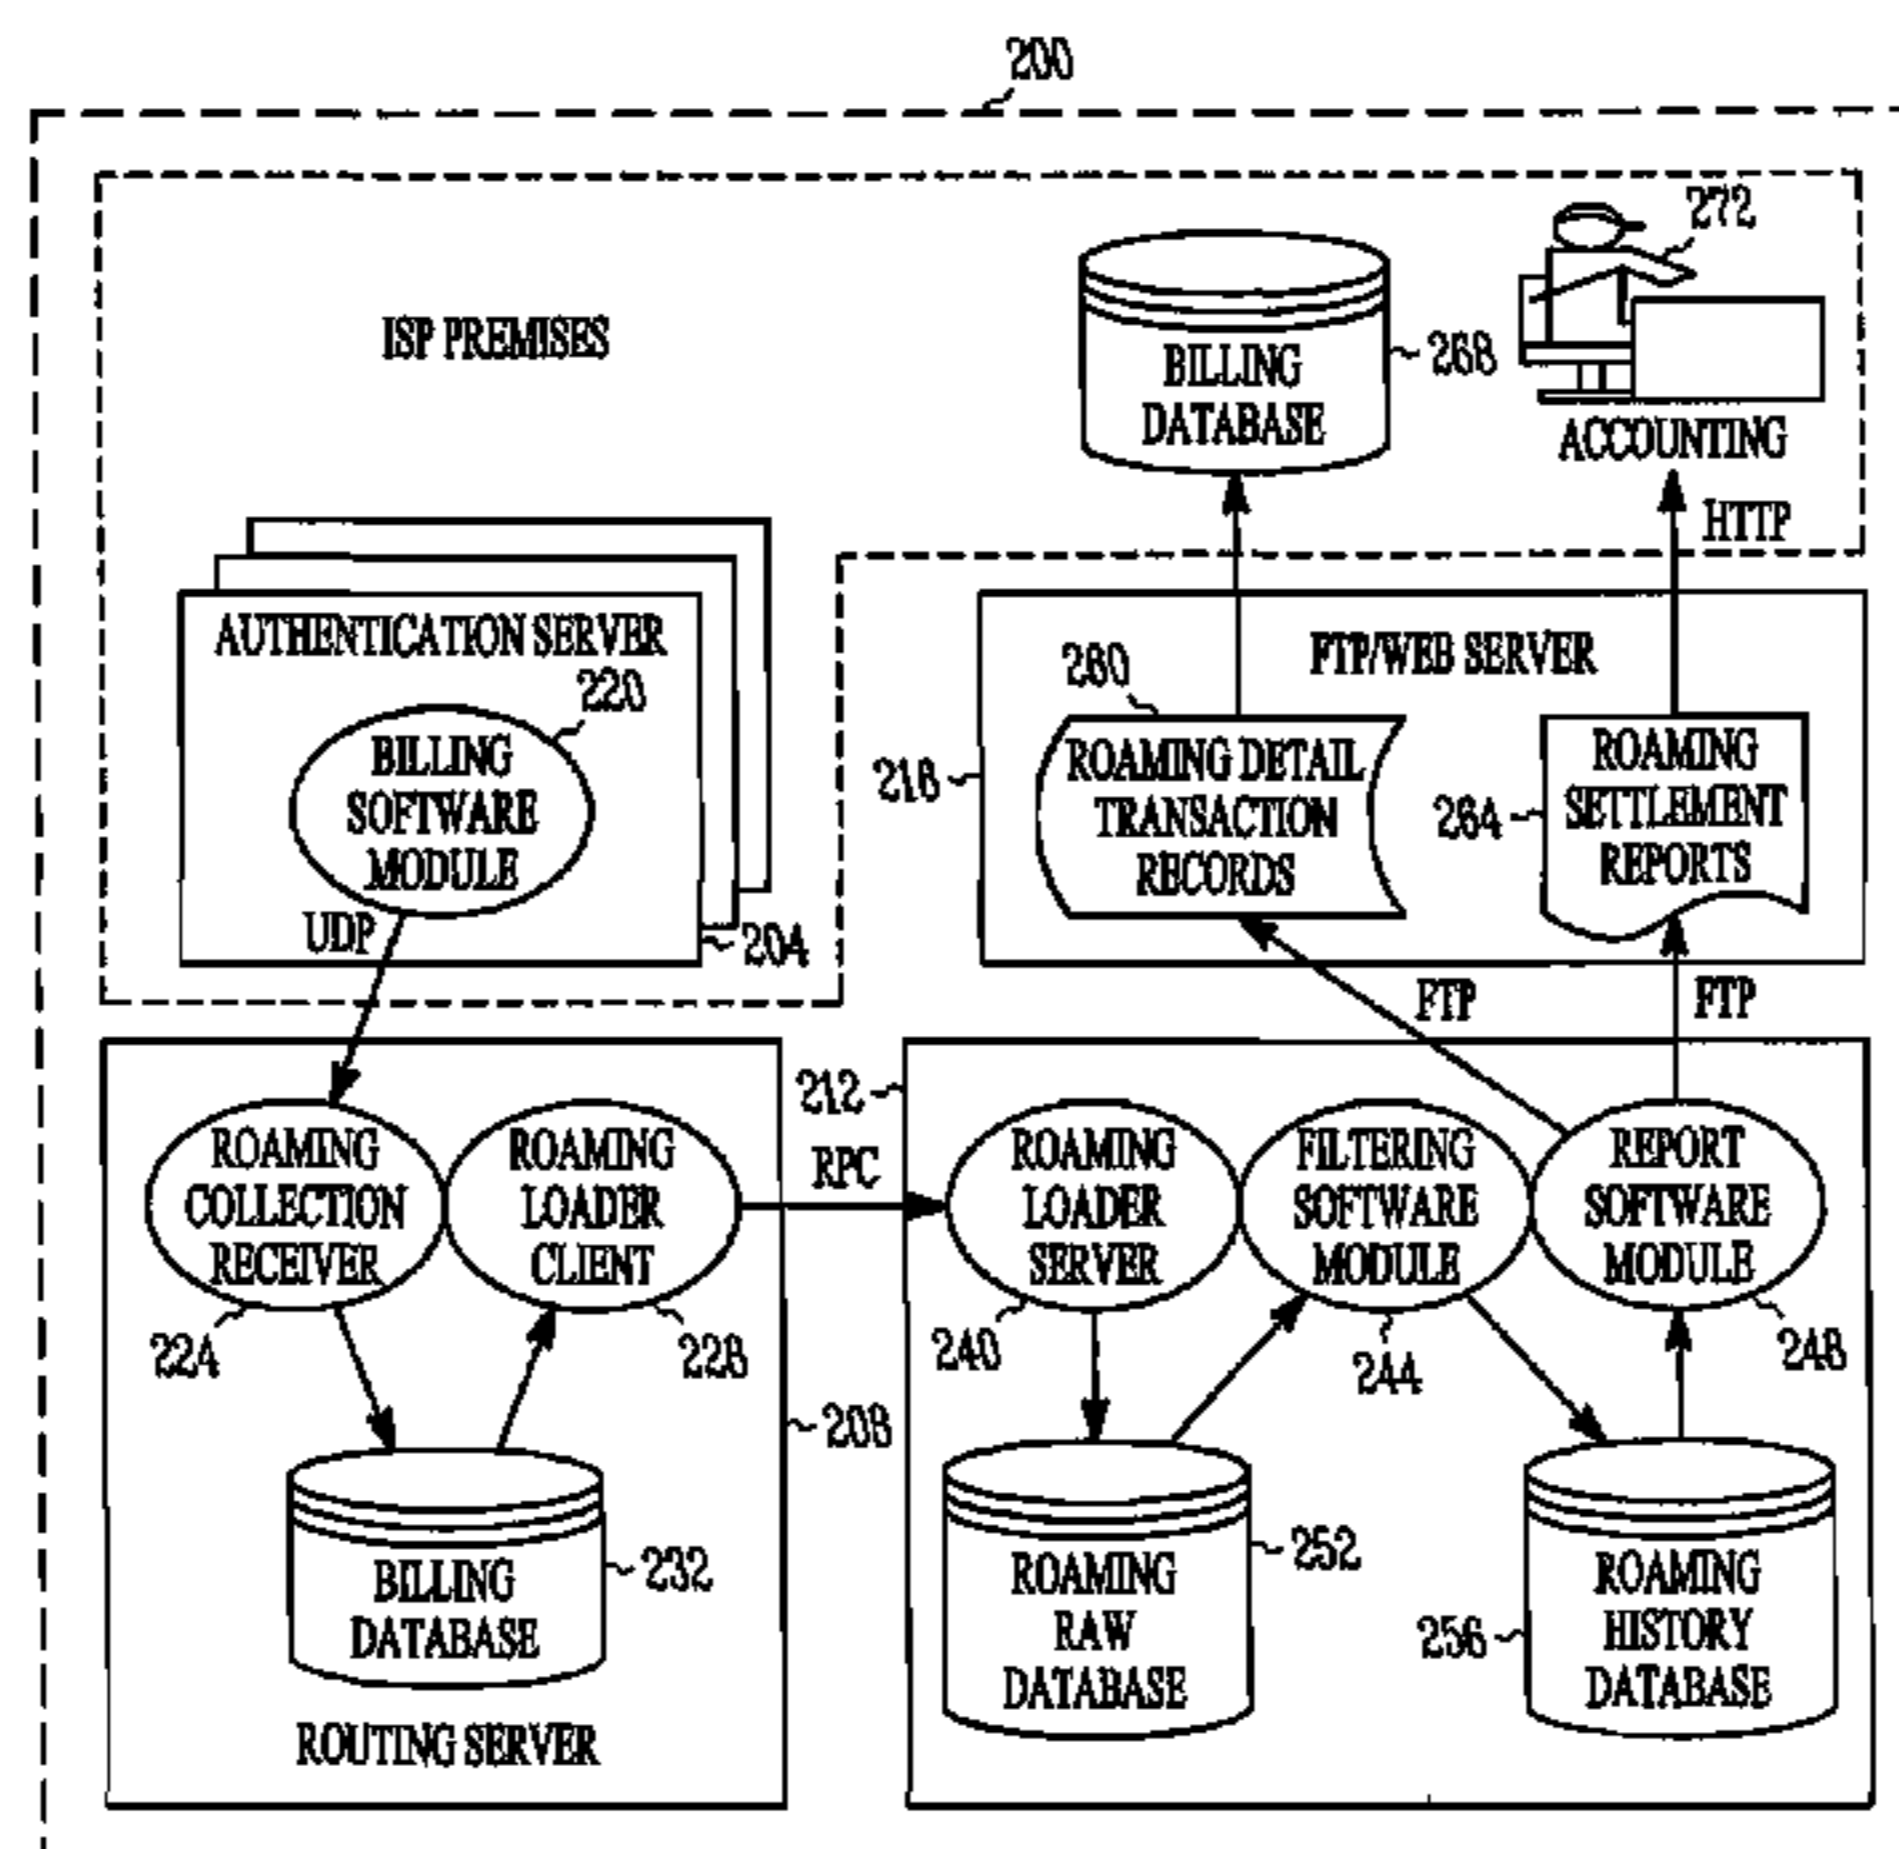 200
272
ISP PREMISES
BILLING
DATABASE
268
ACCOUNTING
HTTP
AUTHENTICATION SERVER
220
BILLING
SOFTWARE
MODULE
UDP
204
FTP/WEB SERVER
260
ROAMING DETAIL
TRANSACTION
RECORDS
216
ROAMING
SETTLEMENT
REPORTS
264
FTP
FTP
212
ROAMING
COLLECTION
RECEIVER
ROAMING
LOADER
CLIENT
RPC
ROAMING
LOADER
SERVER
FILTERING
SOFTWARE
MODULE
REPORT
SOFTWARE
MODULE
224
228
240
244
248
208
BILLING
DATABASE
232
ROAMING
RAW
DATABASE
252
256
ROAMING
HISTORY
DATABASE
ROUTING SERVER